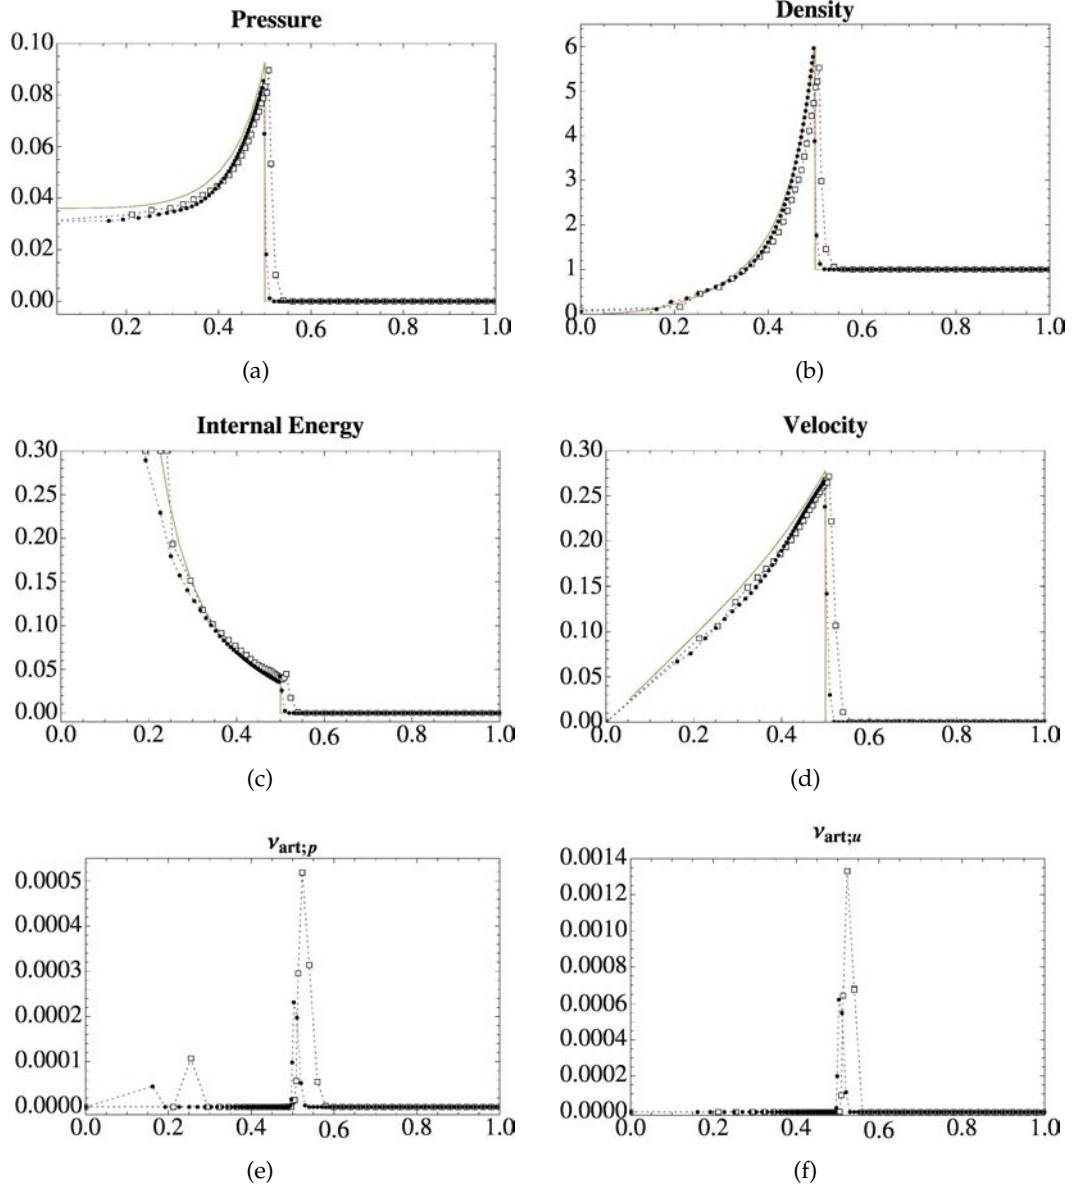 Pressure
0.10
0.08
0.06
0.04
0.02
0.00
0.2 0.4 0.6 0.8 1.0
(a)
Density
6
5
4
3
2
1
0
0.0 0.2 0.4 0.6 0.8 1.0
(b)
Internal Energy
0.30
0.25
0.20
0.15
0.10
0.05
0.00
0.0 0.2 0.4 0.6 0.8 1.0
(c)
Velocity
0.30
0.25
0.20
0.15
0.10
0.05
0.00
0.0 0.2 0.4 0.6 0.8 1.0
(d)
νart;p
0.0005
0.0004
0.0003
0.0002
0.0001
0.0000
0.0 0.2 0.4 0.6 0.8 1.0
(e)
νart;u
0.0014
0.0012
0.0010
0.0008
0.0006
0.0004
0.0002
0.0000
0.0 0.2 0.4 0.6 0.8 1.0
(f)